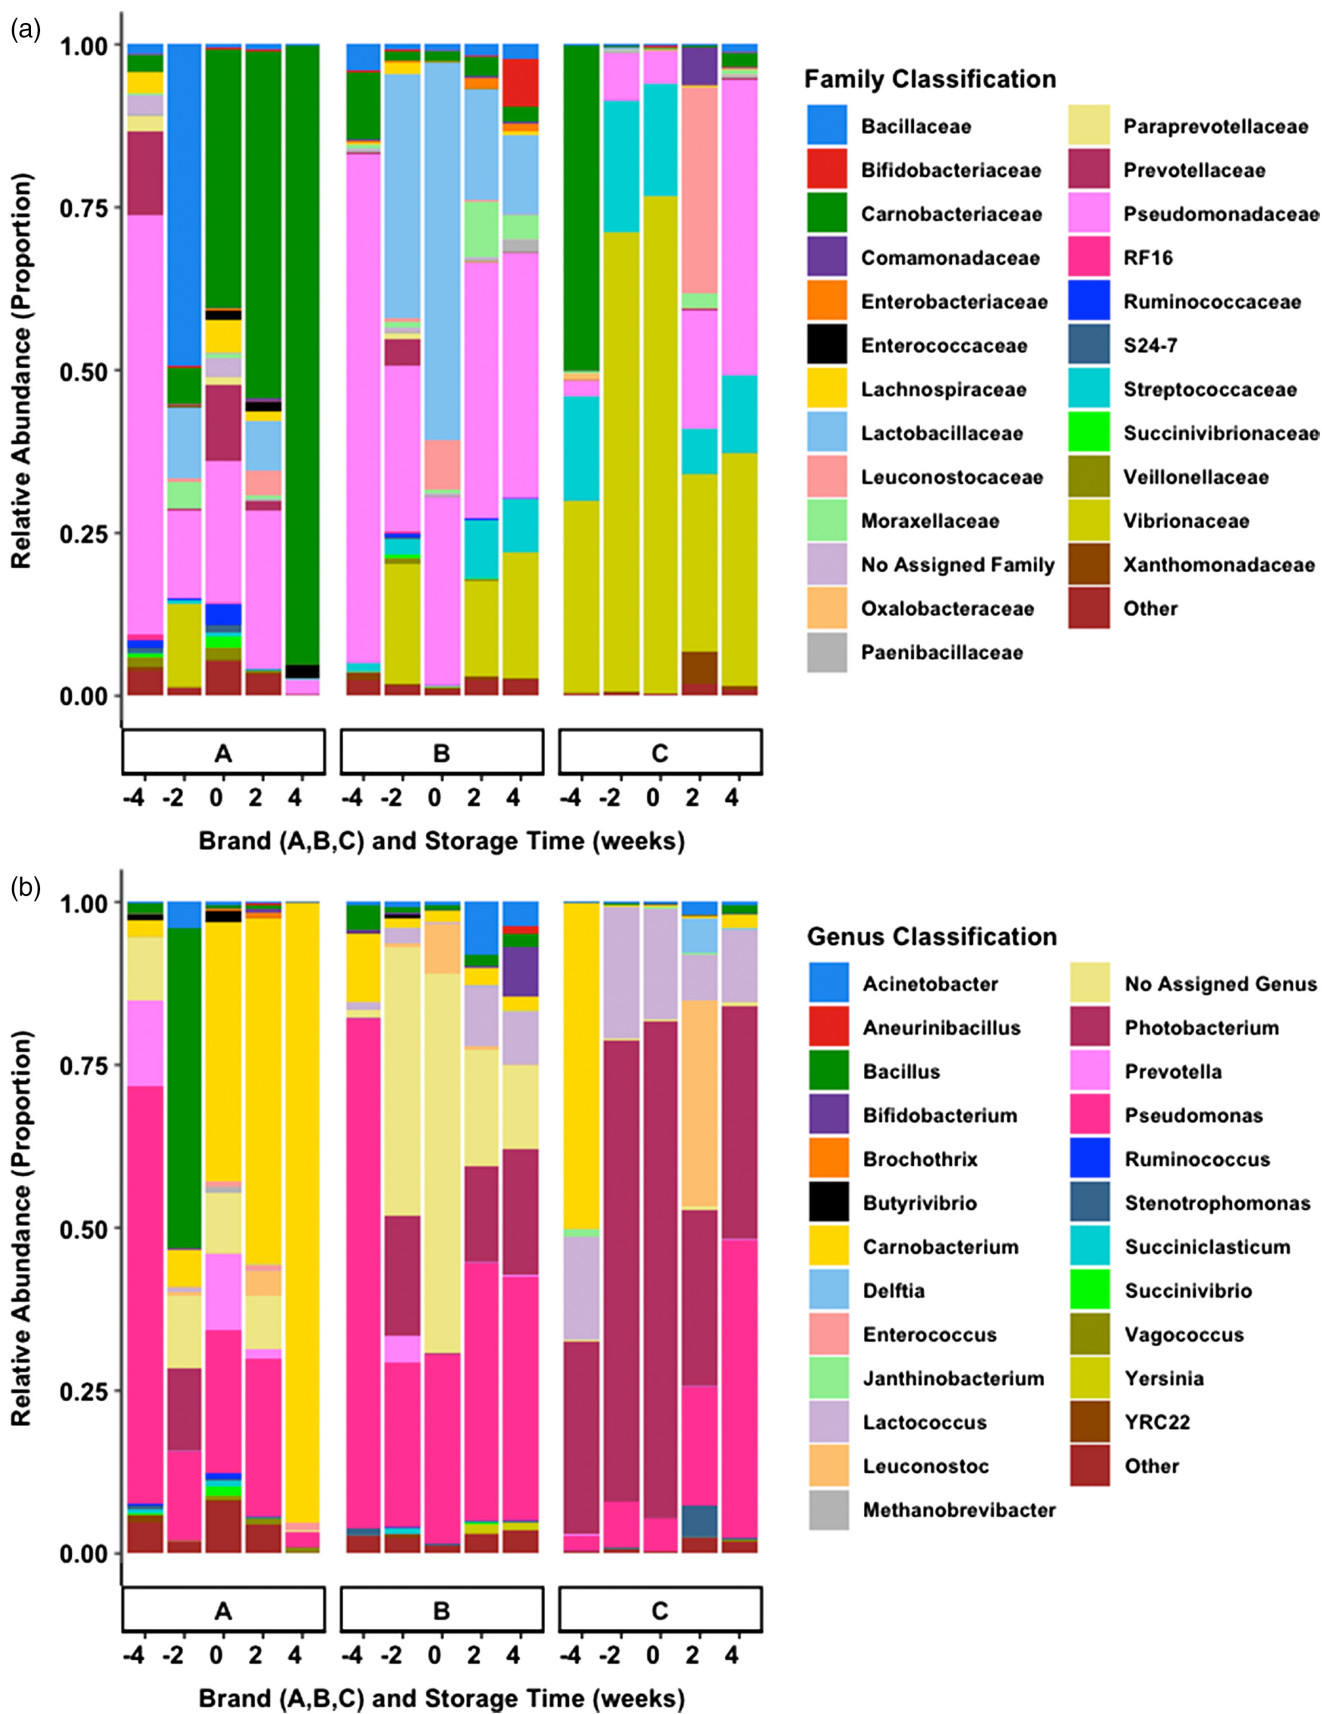 (a)
Relative Abundance (Proportion)
1.00
0.75
0.50
0.25
0.00
A
B
C
-4 -2 0 2 4
-4 -2 0 2 4
-4 -2 0 2 4
Brand (A,B,C) and Storage Time (weeks)
Family Classification
Bacillaceae
Bifidobacteriaceae
Carnobacteriaceae
Comamonadaceae
Enterobacteriaceae
Enterococcaceae
Lachnospiraceae
Lactobacillaceae
Leuconostocaceae
Moraxellaceae
No Assigned Family
Oxalobacteraceae
Paenibacillaceae
Paraprevotellaceae
Prevotellaceae
Pseudomonadaceae
RF16
Ruminococcaceae
S24-7
Streptococcaceae
Succinivibrionaceae
Veillonellaceae
Vibrionaceae
Xanthomonadaceae
Other
(b)
Relative Abundance (Proportion)
1.00
0.75
0.50
0.25
0.00
A
B
C
-4 -2 0 2 4
-4 -2 0 2 4
-4 -2 0 2 4
Brand (A,B,C) and Storage Time (weeks)
Genus Classification
Acinetobacter
Aneurinibacillus
Bacillus
Bifidobacterium
Brochothrix
Butyrivibrio
Carnobacterium
Delftia
Enterococcus
Janthinobacterium
Lactococcus
Leuconostoc
Methanobrevibacter
No Assigned Genus
Photobacterium
Prevotella
Pseudomonas
Ruminococcus
Stenotrophomonas
Succiniclasticum
Succinivibrio
Vagococcus
Yersinia
YRC22
Other